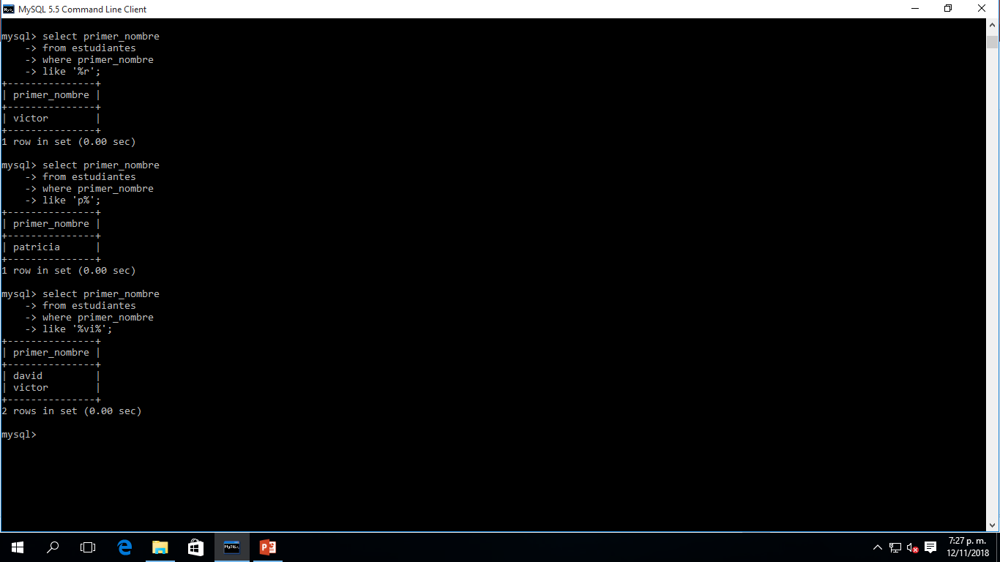 MySQL 5.5 Command Line Client
mysql> select primer_nombre
    -> from estudiantes
    -> where primer_nombre
    -> like '%r';
+---------------+
| primer_nombre |
+---------------+
| victor        |
+---------------+
1 row in set (0.00 sec)
mysql> select primer_nombre
    -> from estudiantes
    -> where primer_nombre
    -> like 'p%';
+---------------+
| primer_nombre |
+---------------+
| patricia      |
+---------------+
1 row in set (0.00 sec)
mysql> select primer_nombre
    -> from estudiantes
    -> where primer_nombre
    -> like '%vi%';
+---------------+
| primer_nombre |
+---------------+
| david         |
| victor        |
+---------------+
2 rows in set (0.00 sec)
mysql>
7:27 p. m.
12/11/2018